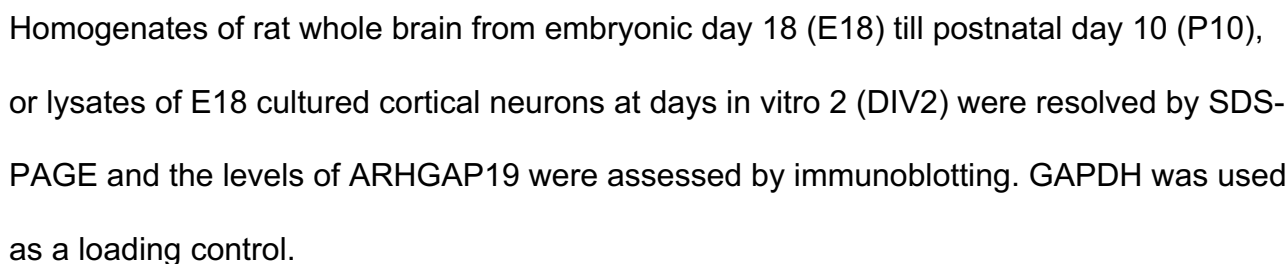 Homogenates of rat whole brain from embryonic day 18 (E18) till postnatal day 10 (P10),
or lysates of E18 cultured cortical neurons at days in vitro 2 (DIV2) were resolved by SDS-
PAGE and the levels of ARHGAP19 were assessed by immunoblotting. GAPDH was used
as a loading control.